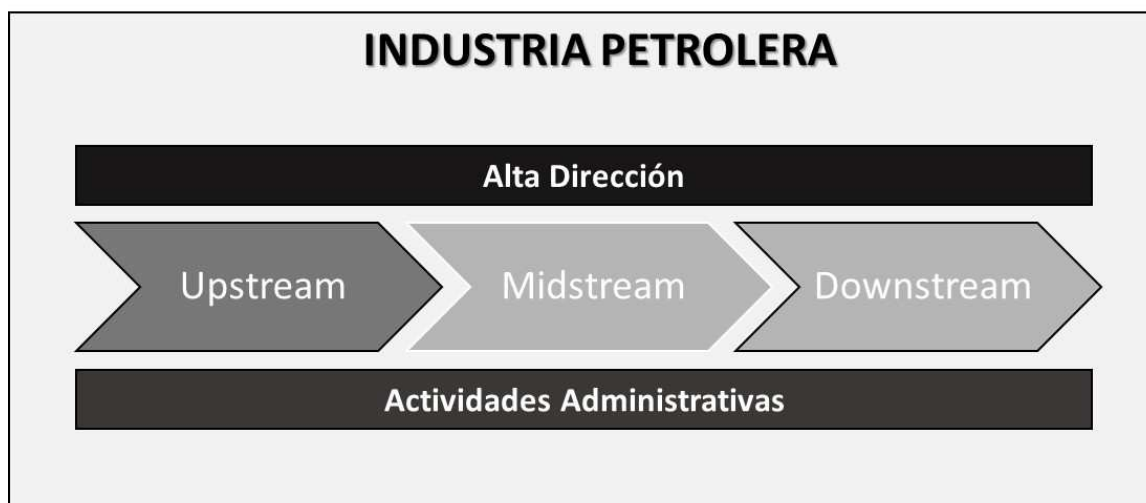 INDUSTRIA PETROLERA
Alta Dirección
Upstream
Midstream
Downstream
Actividades Administrativas